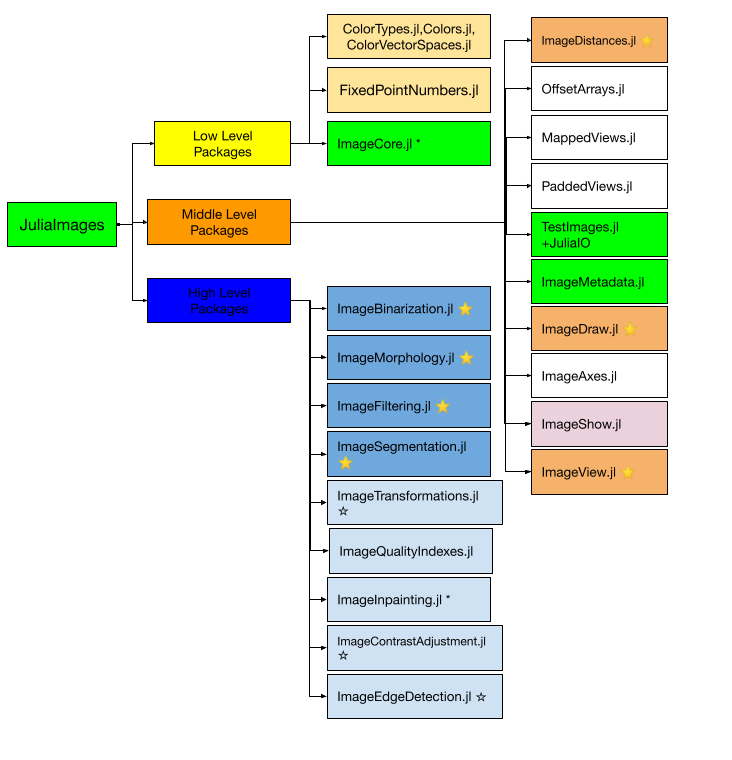 JuliaImages
Low Level
Packages
Middle Level
Packages
High Level
Packages
ColorTypes.jl,Colors.jl,
ColorVectorSpaces.jl
FixedPointNumbers.jl
ImageCore.jl *
ImageDistances.jl ⭐
OffsetArrays.jl
MappedViews.jl
PaddedViews.jl
TestImages.jl
+JuliaIO
ImageMetadata.jl
ImageDraw.jl ⭐
ImageAxes.jl
ImageShow.jl
ImageView.jl ⭐
ImageBinarization.jl ⭐
ImageMorphology.jl ⭐
ImageFiltering.jl ⭐
ImageSegmentation.jl
⭐
ImageTransformations.jl
☆
ImageQualityIndexes.jl
ImageInpainting.jl *
ImageContrastAdjustment.jl
☆
ImageEdgeDetection.jl ☆